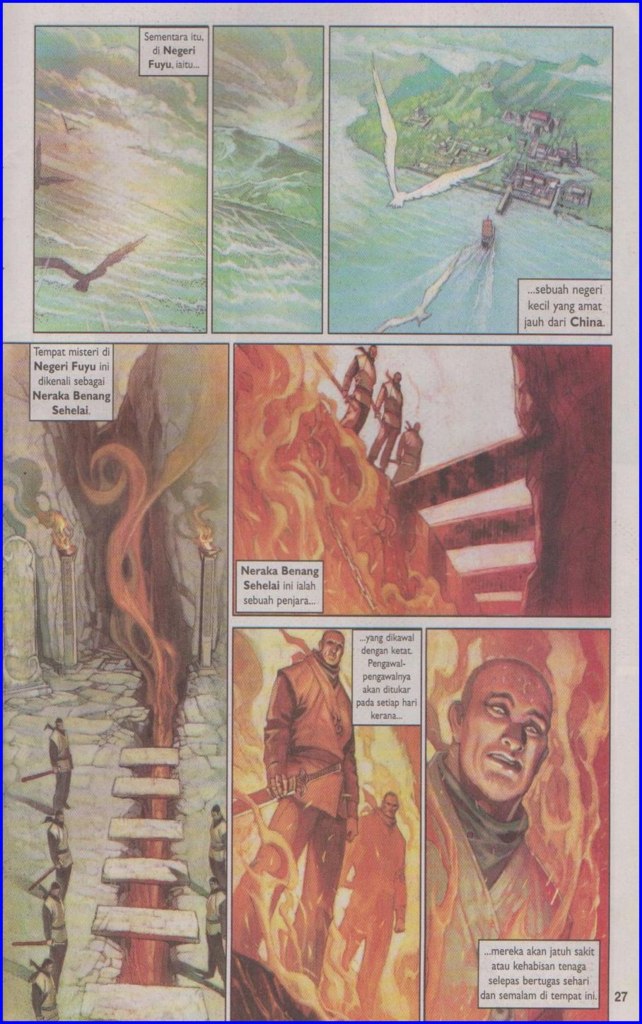 Sementara itu,
di Negeri
Fuyu, iaitu...
...sebuah negeri
kecil yang amat
jauh dari China.
Tempat misteri di
Negeri Fuyu ini
dikenali sebagai
Neraka Benang
Sehelai.
Neraka Benang
Sehelai ini ialah
sebuah penjara...
...yang dikawal
dengan ketat.
Pengawal-
pengawalnya
akan ditukar
pada setiap hari
kerana...
...mereka akan jatuh sakit
atau kehabisan tenaga
selepas bertugas sehari
dan semalam di tempat ini.
27